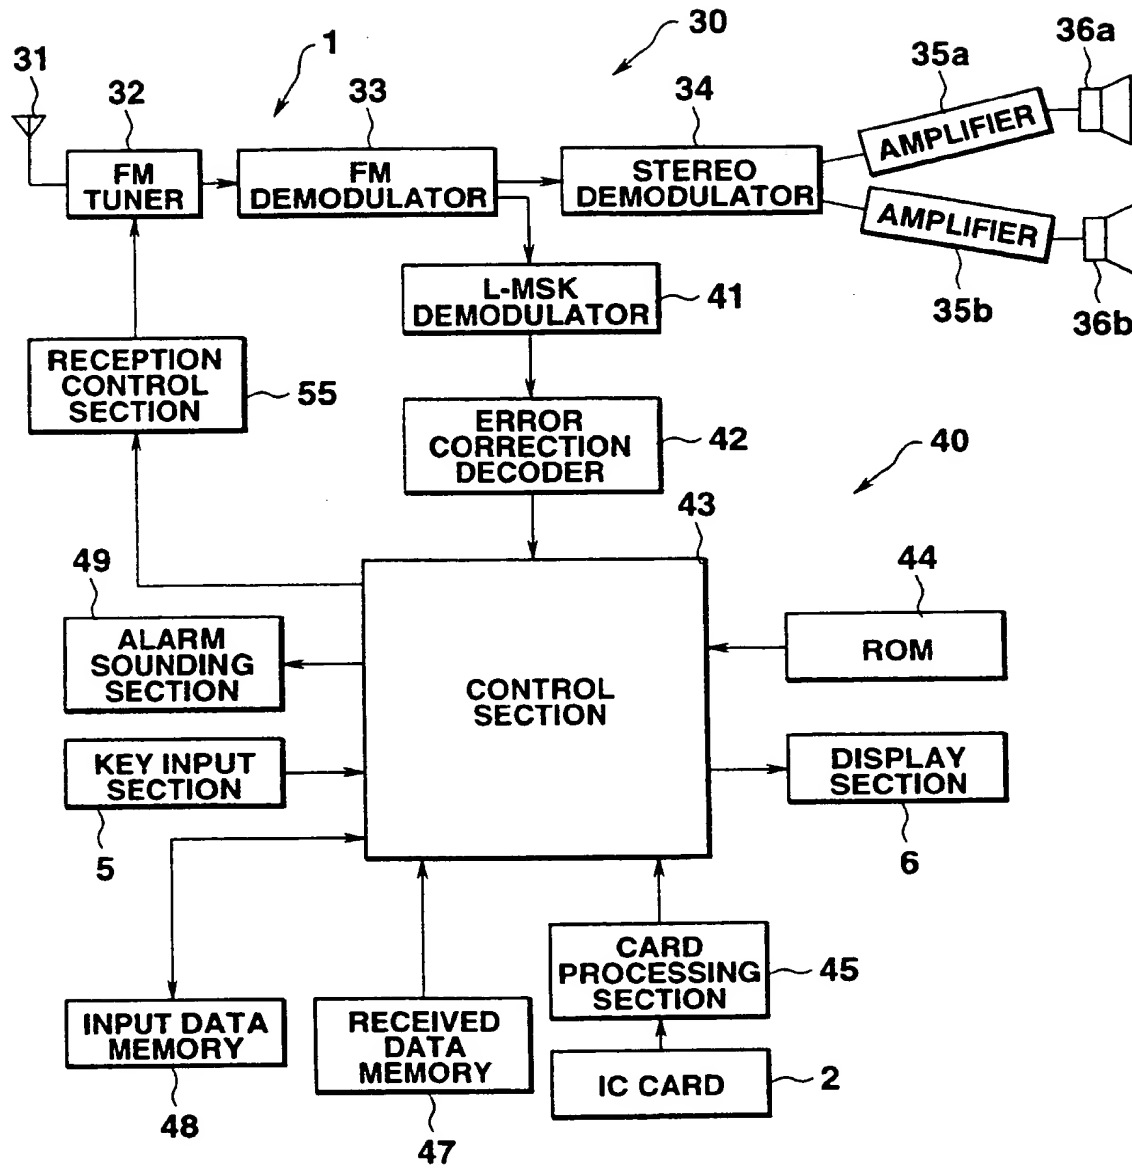 31
1
30
32
33
34
35a
36a
FM
TUNER
FM
DEMODULATOR
STEREO
DEMODULATOR
AMPLIFIER
AMPLIFIER
35b
36b
L-MSK
DEMODULATOR
41
RECEPTION
CONTROL
SECTION
55
ERROR
CORRECTION
DECODER
42
40
43
49
44
ALARM
SOUNDING
SECTION
CONTROL
SECTION
ROM
KEY INPUT
SECTION
5
DISPLAY
SECTION
6
CARD
PROCESSING
SECTION
45
INPUT DATA
MEMORY
48
RECEIVED
DATA
MEMORY
47
IC CARD
2